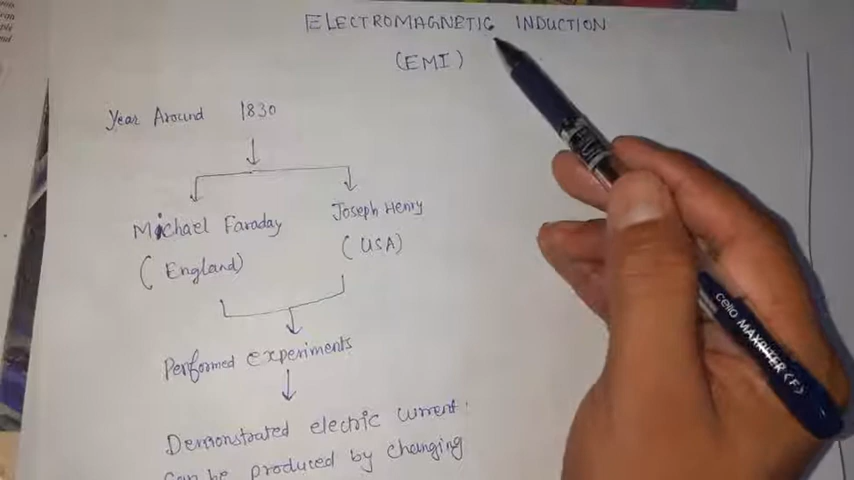 ELECTROMAGNETIC INDUCTION
(EMI)
Year Around 1830
Michael Faraday
Joseph Henry
(England)
(USA)
Performed experiments
Demonstrated electric current
Can be produced by changing
cello MAXRITER (F)